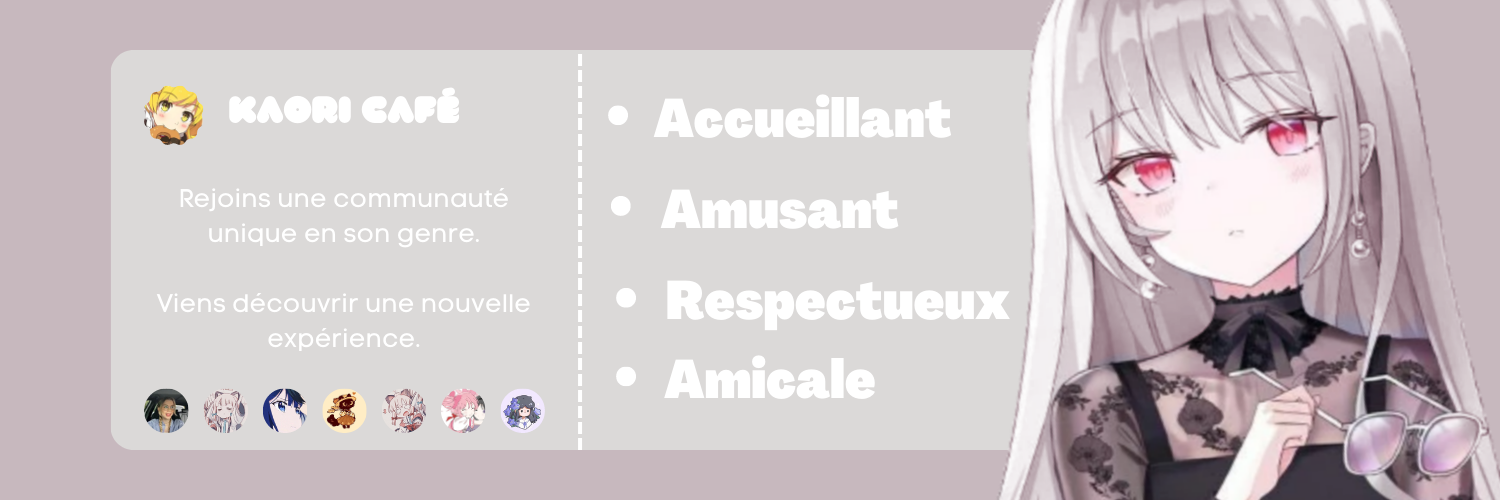 KAORI CAFÉ
Rejoins une communauté
unique en son genre.
Viens découvrir une nouvelle
expérience.
• Accueillant
• Amusant
• Respectueux
• Amicale